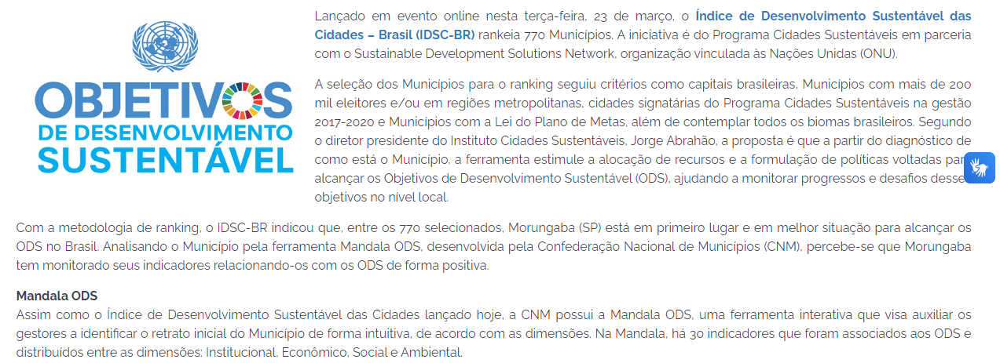 OBJETIVOS
DE DESENVOLVIMENTO
SUSTENTÁVEL
Lançado em evento online nesta terça-feira, 23 de março, o Índice de Desenvolvimento Sustentável das
Cidades – Brasil (IDSC-BR) rankeia 770 Municípios. A iniciativa é do Programa Cidades Sustentáveis em parceria
com o Sustainable Development Solutions Network, organização vinculada às Nações Unidas (ONU).
A seleção dos Municípios para o ranking seguiu critérios como capitais brasileiras, Municípios com mais de 200
mil eleitores e/ou em regiões metropolitanas, cidades signatárias do Programa Cidades Sustentáveis na gestão
2017-2020 e Municípios com a Lei do Plano de Metas, além de contemplar todos os biomas brasileiros. Segundo
o diretor presidente do Instituto Cidades Sustentáveis, Jorge Abrahão, a proposta é que a partir do diagnóstico de
como está o Município, a ferramenta estimule a alocação de recursos e a formulação de políticas voltadas par
alcançar os Objetivos de Desenvolvimento Sustentável (ODS), ajudando a monitorar progressos e desafios desse
objetivos no nível local.
Com a metodologia de ranking, o IDSC-BR indicou que, entre os 770 selecionados, Morungaba (SP) está em primeiro lugar e em melhor situação para alcançar os
ODS no Brasil. Analisando o Município pela ferramenta Mandala ODS, desenvolvida pela Confederação Nacional de Municípios (CNM), percebe-se que Morungaba
tem monitorado seus indicadores relacionando-os com os ODS de forma positiva.
Mandala ODS
Assim como o Índice de Desenvolvimento Sustentável das Cidades lançado hoje, a CNM possui a Mandala ODS, uma ferramenta interativa que visa auxiliar os
gestores a identificar o retrato inicial do Município de forma intuitiva, de acordo com as dimensões. Na Mandala, há 30 indicadores que foram associados aos ODS e
distribuídos entre as dimensões: Institucional, Econômico, Social e Ambiental.